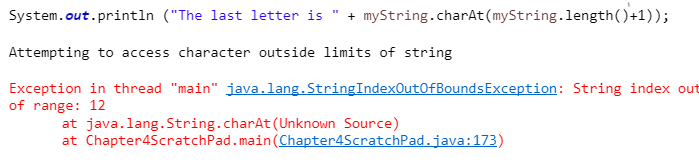 System.out.println ("The last letter is " + myString.charAt(myString.length()+1));
Attempting to access character outside limits of string
Exception in thread "main" java.lang.StringIndexOutOfBoundsException: String index out
of range: 12
at java.lang.String.charAt(Unknown Source)
at Chapter4ScratchPad.main(Chapter4ScratchPad.java:173)